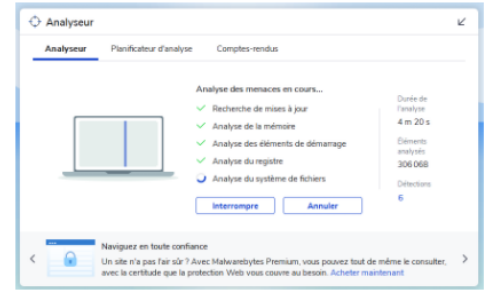 Analyseur
Analyseur Planificateur d'analyse Comptes-rendus
Analyse des menaces en cours...
Recherche de mises à jour
Analyse de la mémoire
Analyse des éléments de démarrage
Analyse du registre
Analyse du système de fichiers
Interrompre Annuler
Durée de
l'analyse
4 m 20 s
Éléments
analysés
306 068
Détections
6
Naviguez en toute confiance
Un site n'a pas l'air sûr ? Avec Malwarebytes Premium, vous pouvez tout de même le consulter,
avec la certitude que la protection Web vous couvre au besoin. Acheter maintenant